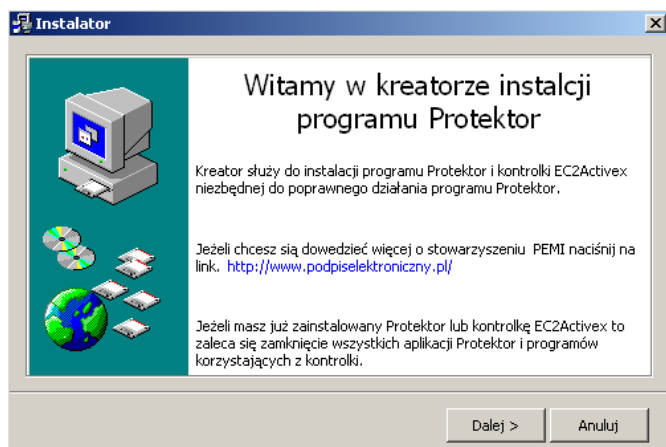 Instalator
Witamy w kreatorze instalcji
programu Protektor
Kreator służy do instalacji programu Protektor i kontrolki EC2Activex
niezbędnej do poprawnego działania programu Protektor.
Jeżeli chcesz sią dowedzieć więcej o stowarzyszeniu PEMI naciśnij na
link. http://www.podpiselektroniczny.pl/
Jeżeli masz już zainstalowany Protektor lub kontrolkę EC2Activex to
zaleca się zamknięcie wszystkich aplikacji Protektor i programów
korzystających z kontrolki.
Dalej >
Anuluj